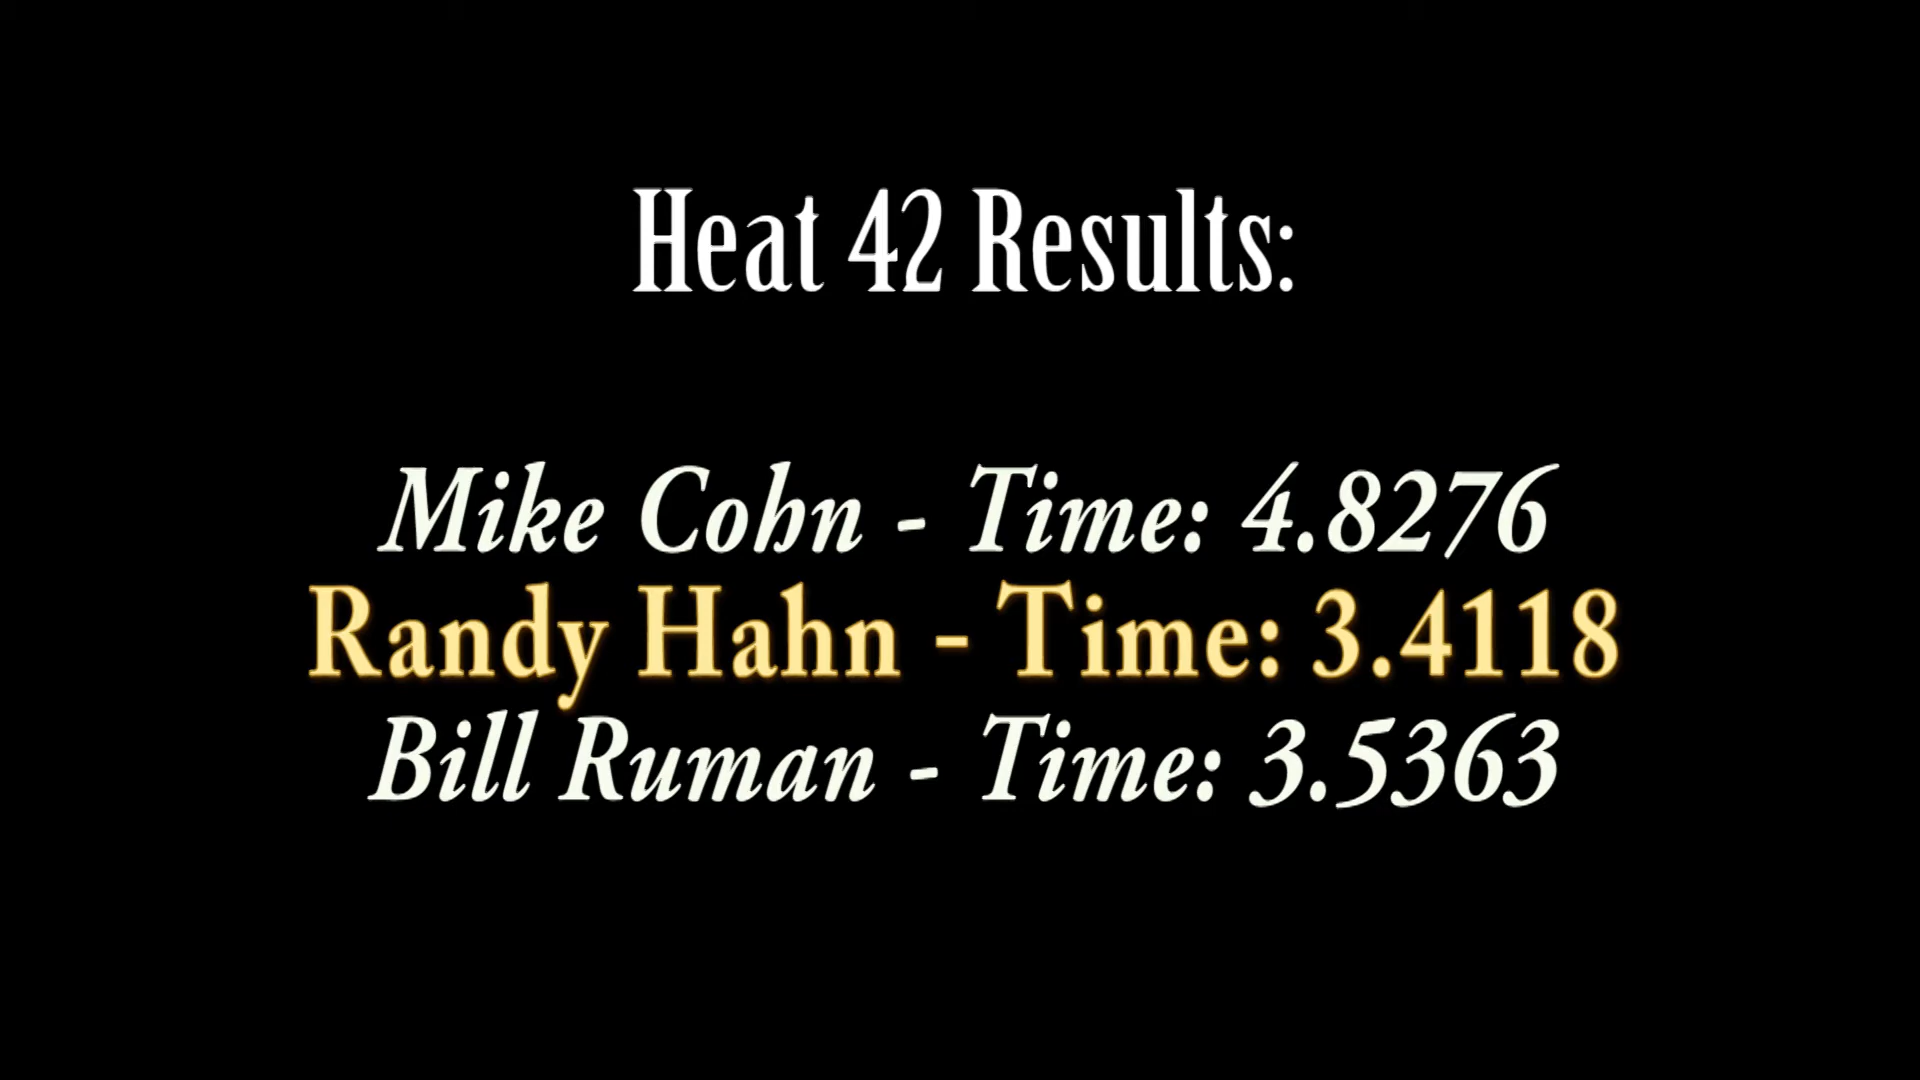 Heat 42 Results:
Mike Cohn - Time: 4.8276
Randy Hahn - Time: 3.4118
Bill Ruman - Time: 3.5363